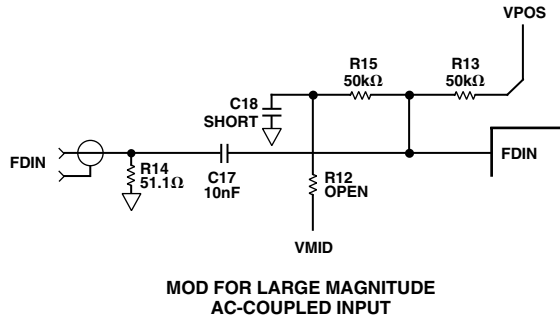 VPOS
R15
50kΩ
R13
50kΩ
C18
SHORT
FDIN
R14
51.1Ω
C17
10nF
R12
OPEN
FDIN
VMID
MOD FOR LARGE MAGNITUDE
AC-COUPLED INPUT